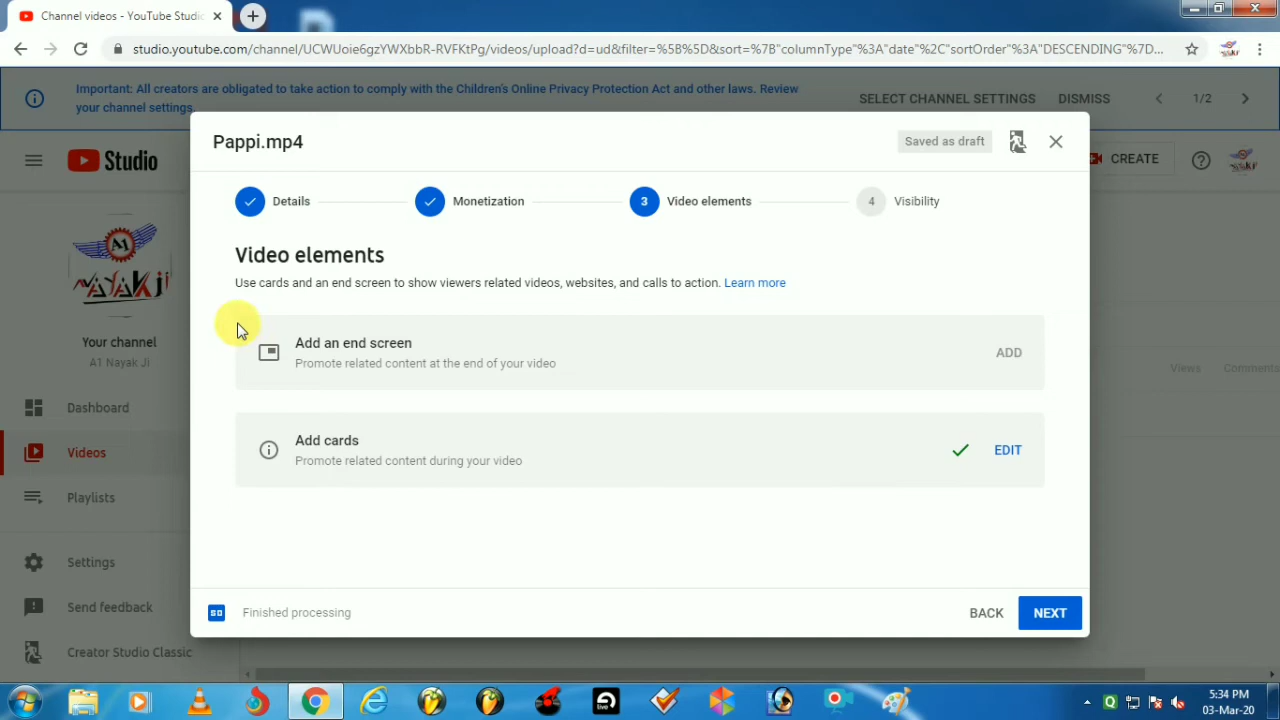 Channel videos - YouTube Studio
studio.youtube.com/channel/UCWUoie6gzYWXbbR-RVFKtPg/videos/upload?d=ud&filter=%5B%5D&sort=%7B"columnType"%3A"date"%2C"sortOrder"%3A"DESCENDING"%7D...
Important: All creators are obligated to take action to comply with the Children's Online Privacy Protection Act and other laws. Review
your channel settings.
SELECT CHANNEL SETTINGS
DISMISS
1/2
Studio
CREATE
Pappi.mp4
Saved as draft
Details
Monetization
3
Video elements
4
Visibility
Video elements
Use cards and an end screen to show viewers related videos, websites, and calls to action. Learn more
Add an end screen
Promote related content at the end of your video
ADD
Add cards
Promote related content during your video
EDIT
SD
Finished processing
BACK
NEXT
A1
NAYAK JI
Your channel
A1 Nayak Ji
Dashboard
Videos
Playlists
Settings
Send feedback
Creator Studio Classic
Views
Comments
live
5:34 PM
03-Mar-20